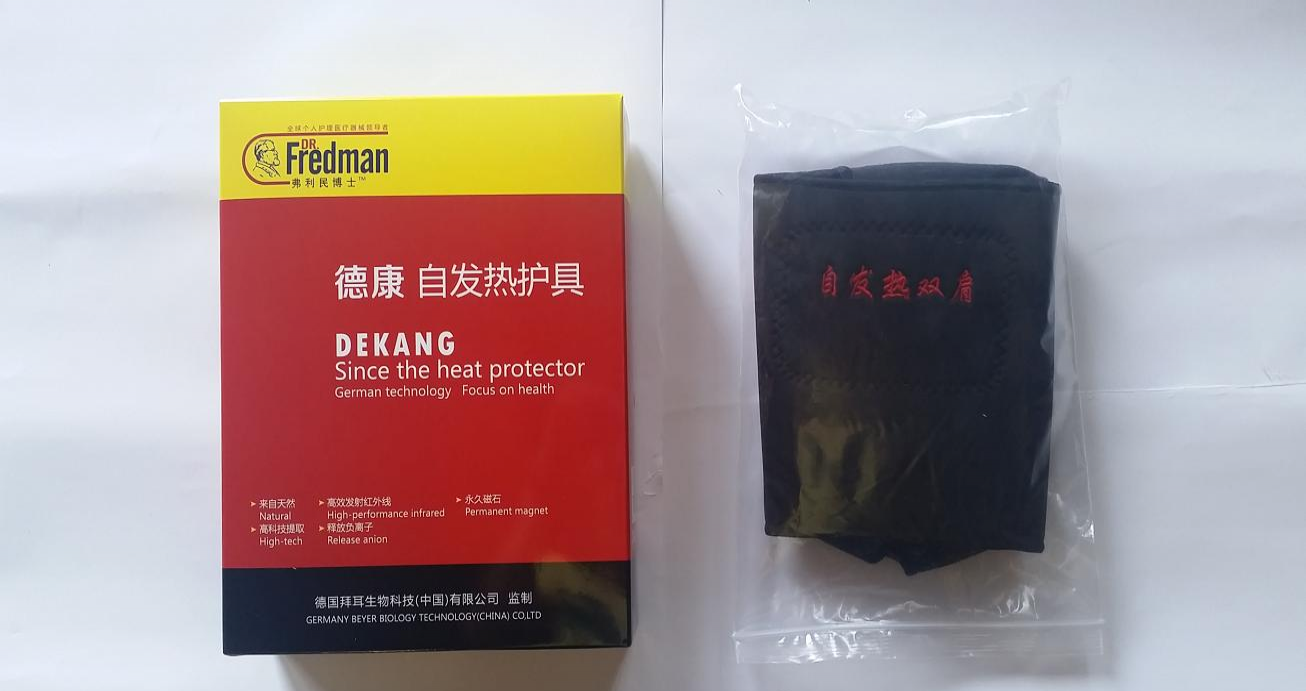 全球个人护理医疗器械领导者
DR.
Fredman
弗利民博士™
德康 自发热护具
DEKANG
Since the heat protector
German technology Focus on health
来自天然
Natural
高科技提取
High-tech
高效发射红外线
High-performance infrared
释放负离子
Release anion
永久磁石
Permanent magnet
德国拜耳生物科技(中国)有限公司 监制
GERMANY BEYER BIOLOGY TECHNOLOGY(CHINA) CO,LTD
自发热双肩